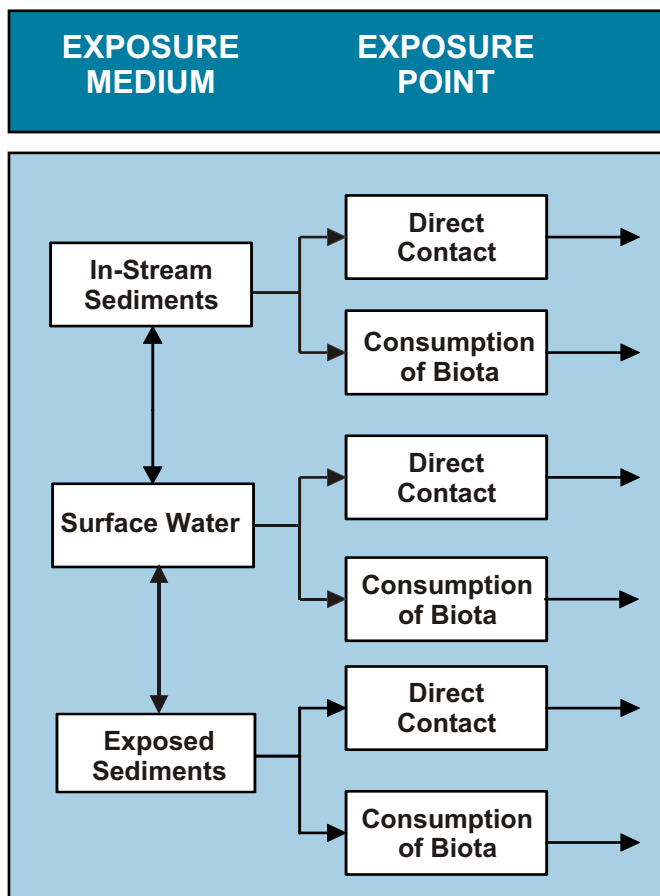 EXPOSURE
MEDIUM
EXPOSURE
POINT
In-Stream
Sediments
Direct
Contact
Consumption
of Biota
Surface Water
Direct
Contact
Consumption
of Biota
Exposed
Sediments
Direct
Contact
Consumption
of Biota